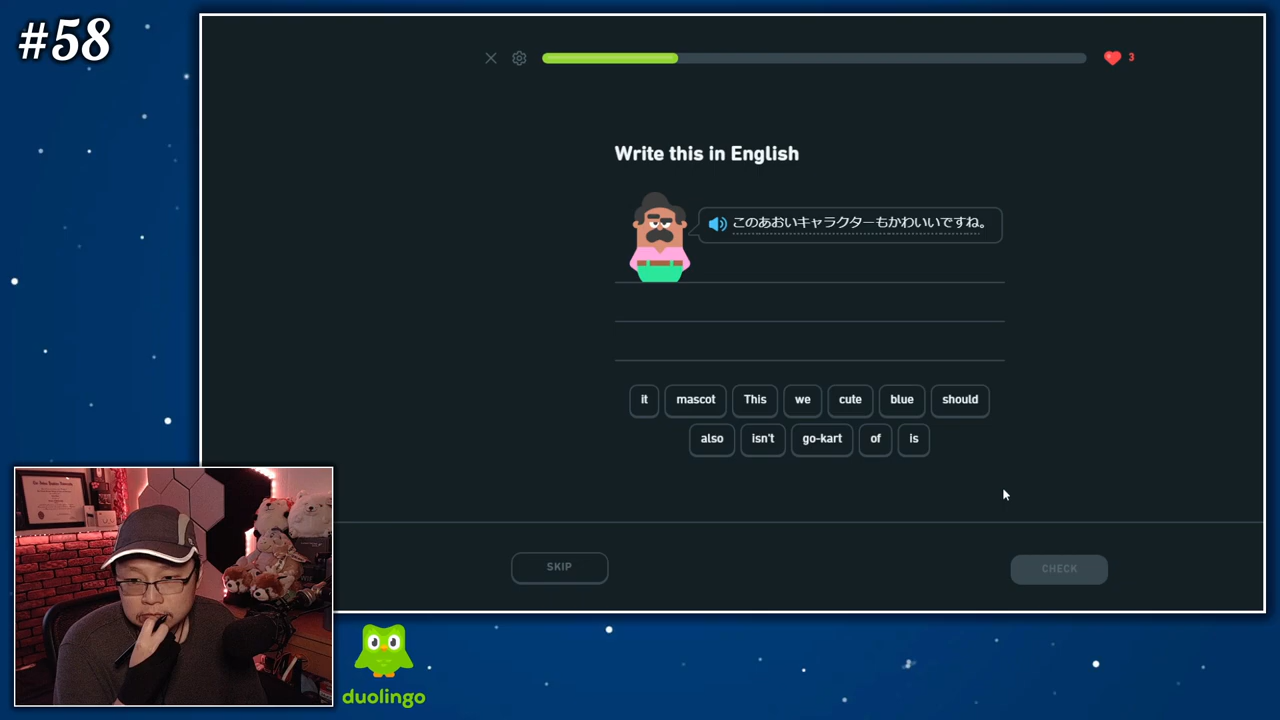 #58
3
Write this in English
このあおいキャラクターもかわいいですね。
it mascot This we cute blue should
also isn't go-kart of is
SKIP
CHECK
duolingo